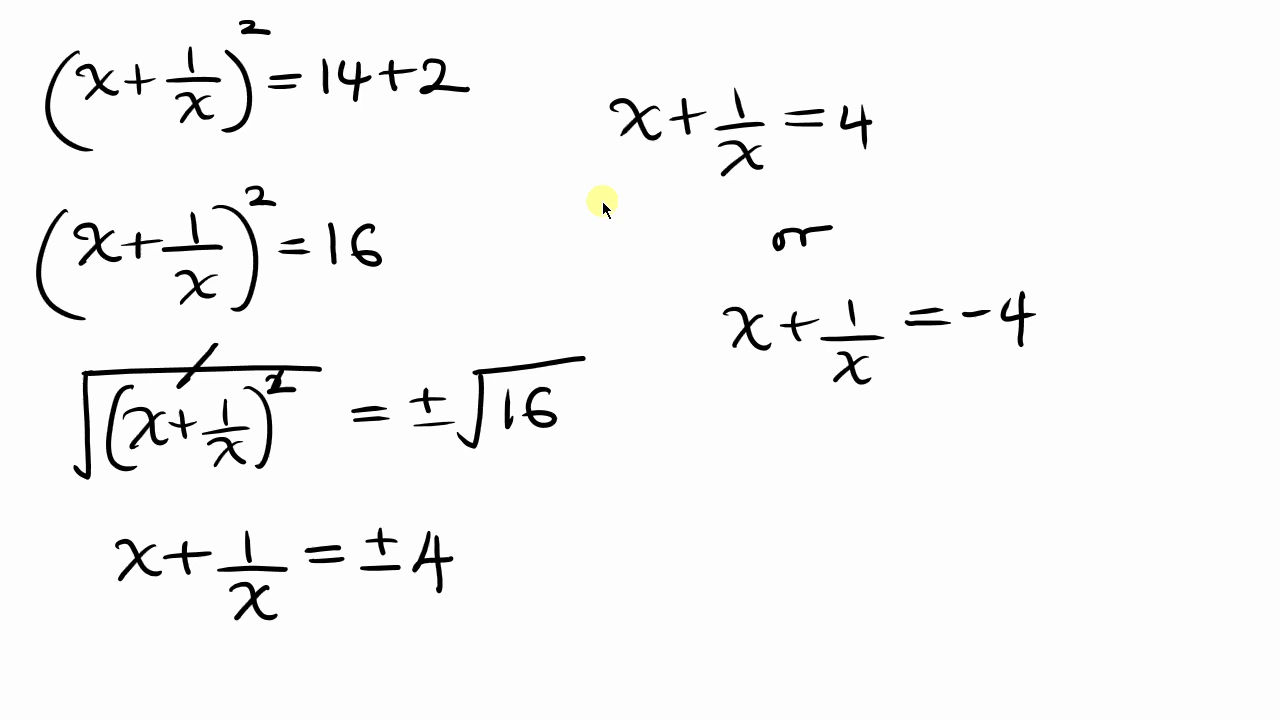 (x + 1/x)² = 14 + 2
(x + 1/x)² = 16
√(x + 1/x)² = ± √16
x + 1/x = ± 4
x + 1/x = 4
or
x + 1/x = -4